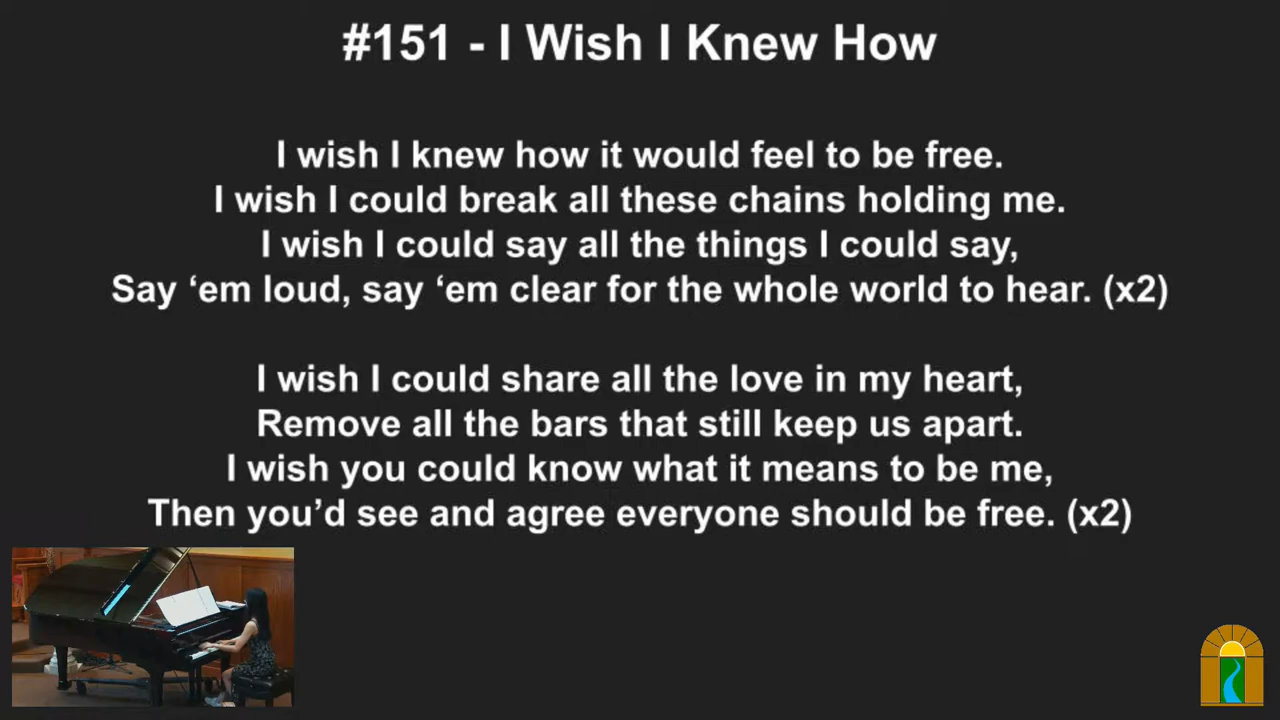 #151 - I Wish I Knew How
I wish I knew how it would feel to be free.
I wish I could break all these chains holding me.
I wish I could say all the things I could say,
Say ‘em loud, say ‘em clear for the whole world to hear. (x2)
I wish I could share all the love in my heart,
Remove all the bars that still keep us apart.
I wish you could know what it means to be me,
Then you’d see and agree everyone should be free. (x2)